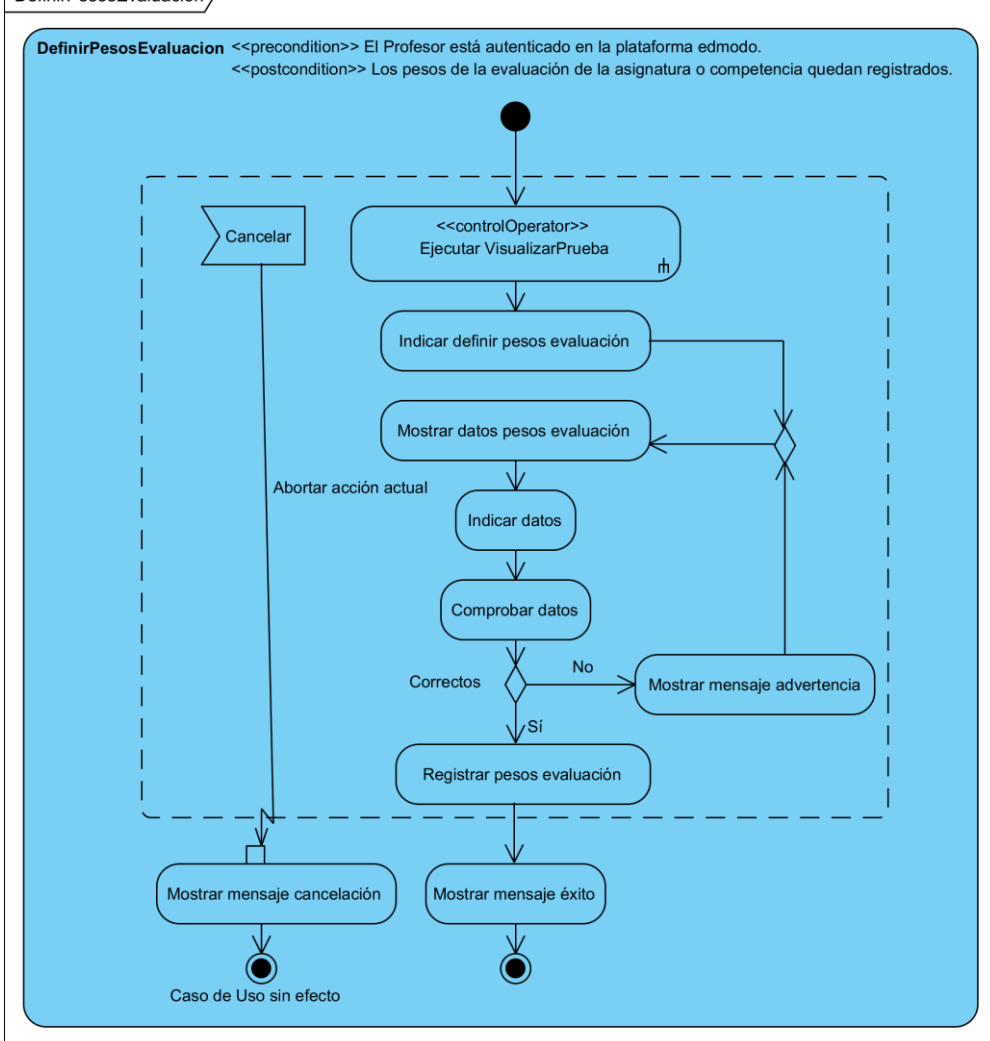 DefinirPesosEvaluacion
DefinirPesosEvaluacion <<precondition>> El Profesor está autenticado en la plataforma edmodo.
<<postcondition>> Los pesos de la evaluación de la asignatura o competencia quedan registrados.
Cancelar
<<controlOperator>>
Ejecutar VisualizarPrueba
Indicar definir pesos evaluación
Mostrar datos pesos evaluación
Abortar acción actual
Indicar datos
Comprobar datos
Correctos
No
Mostrar mensaje advertencia
Sí
Registrar pesos evaluación
Mostrar mensaje cancelación
Mostrar mensaje éxito
Caso de Uso sin efecto